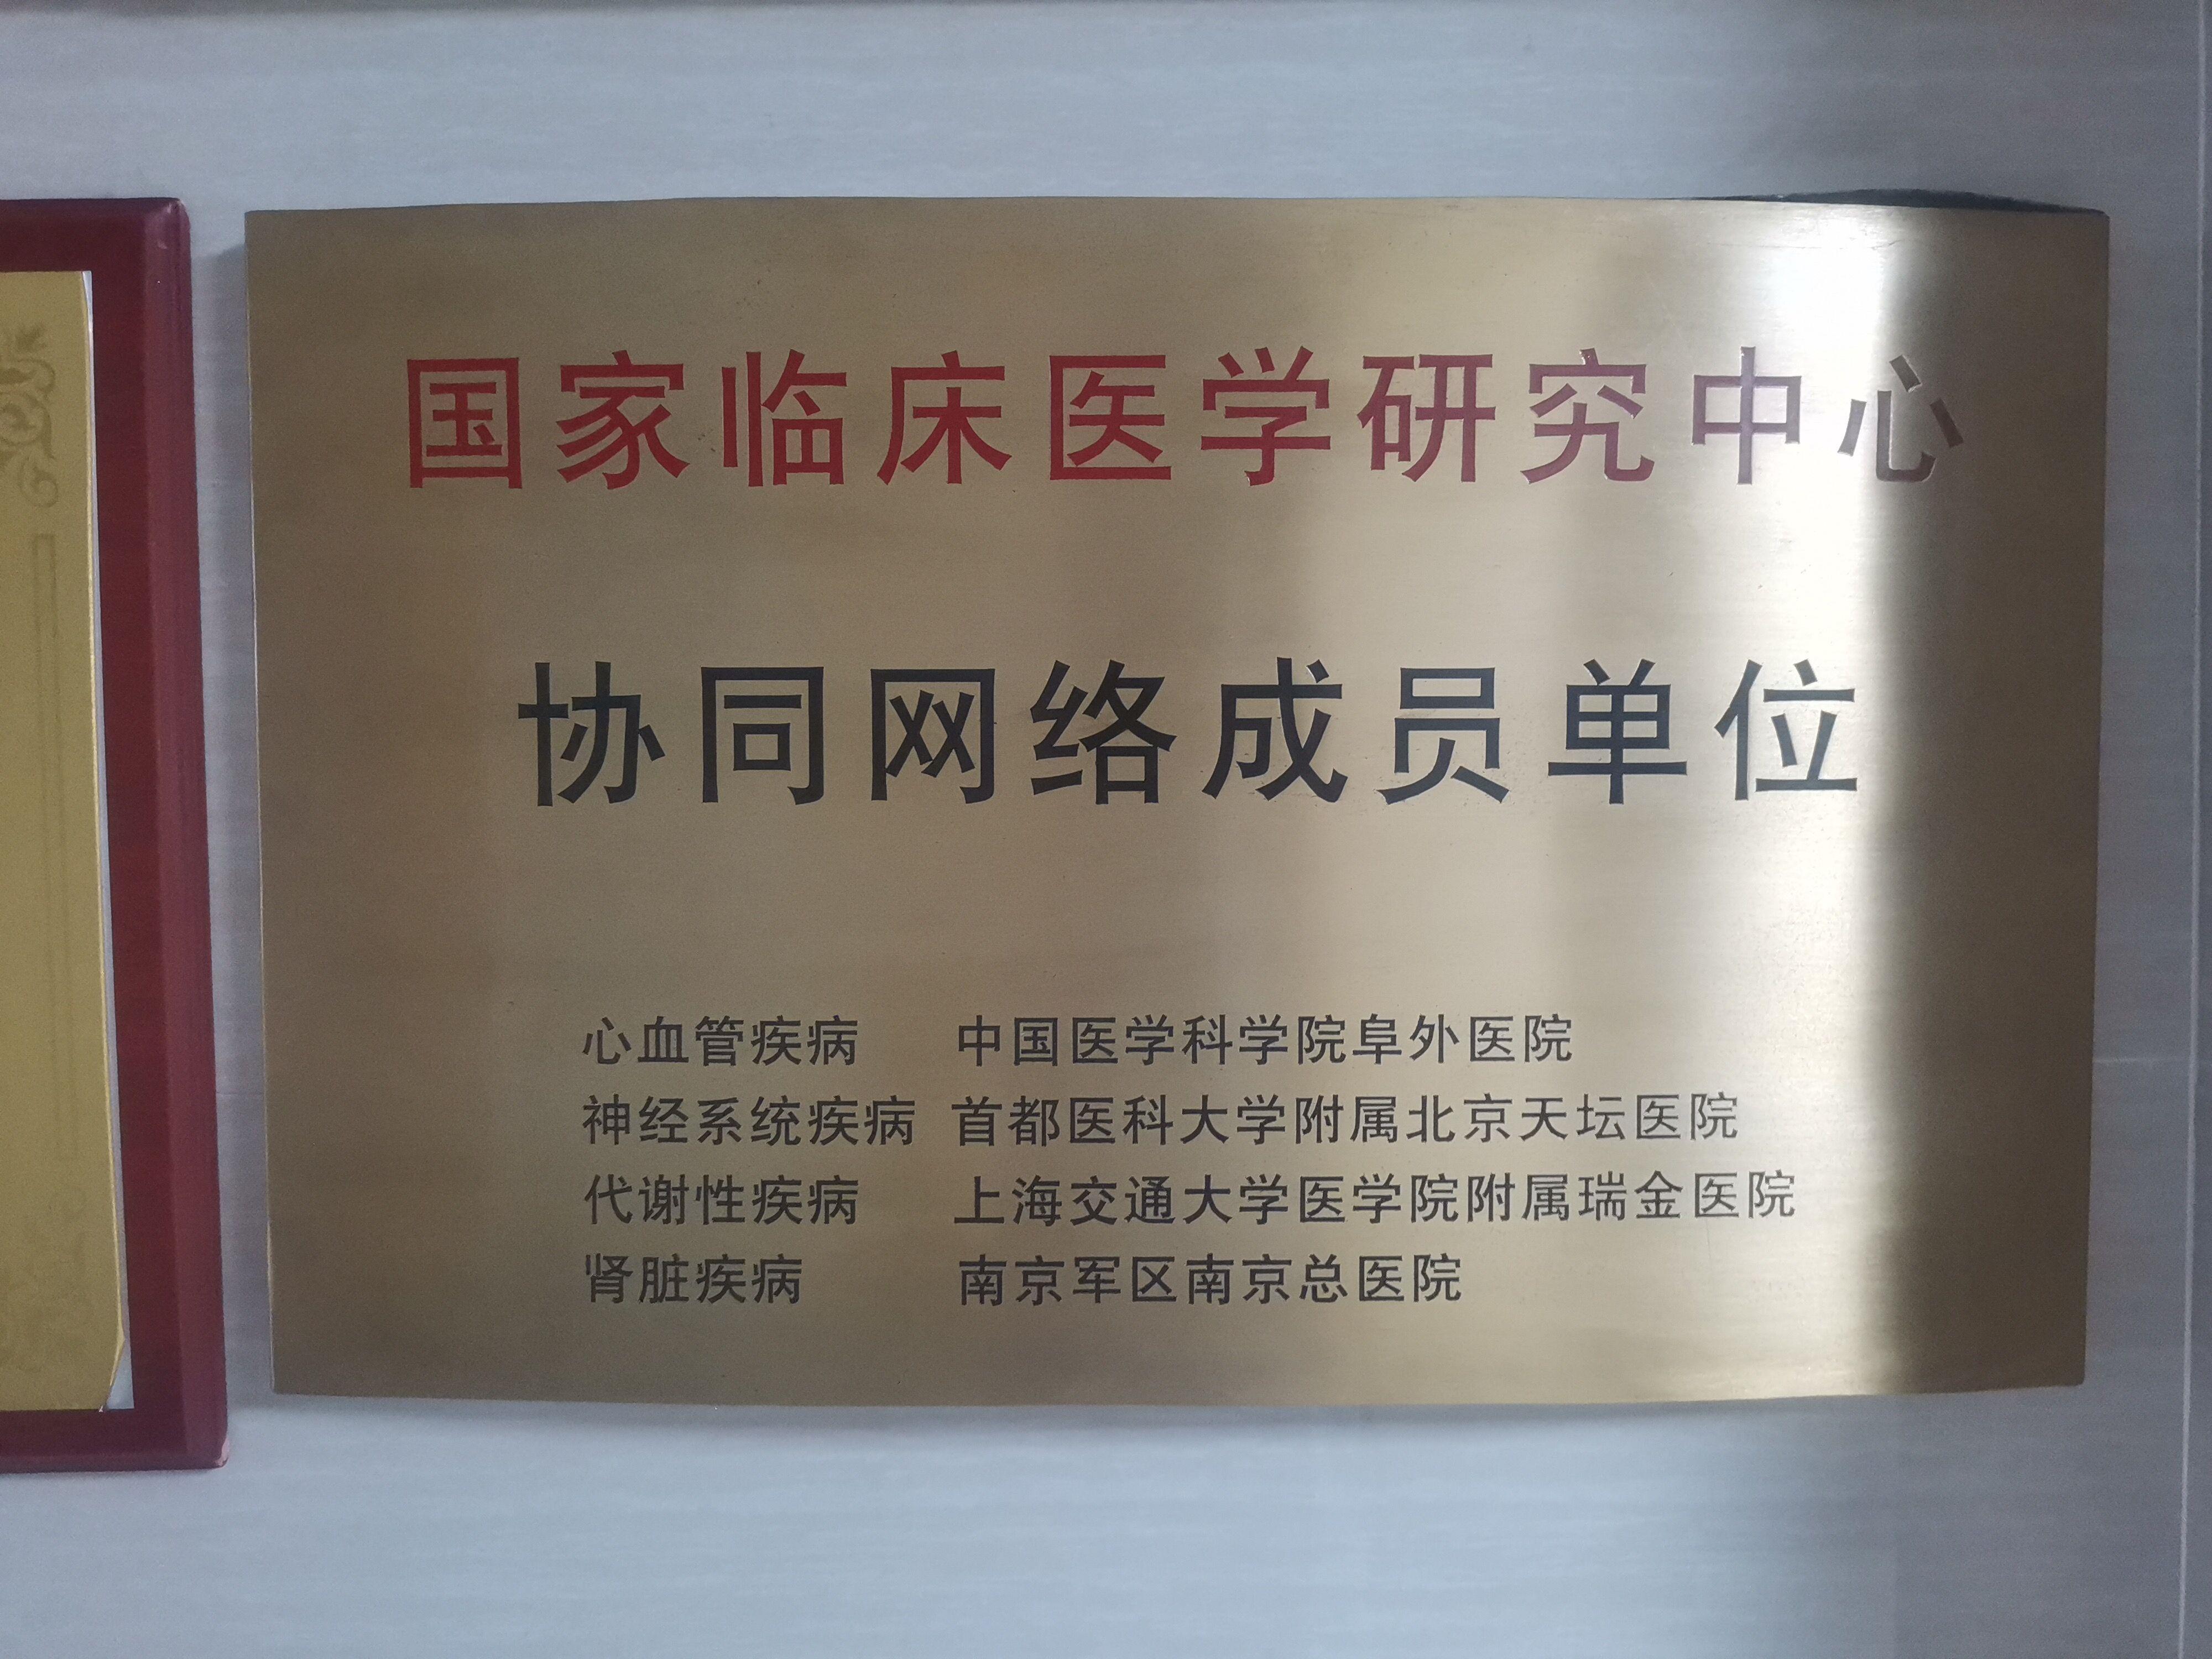 国家临床医学研究中心
协同网络成员单位
心血管疾病 中国医学科学院阜外医院
神经系统疾病 首都医科大学附属北京天坛医院
代谢性疾病 上海交通大学医学院附属瑞金医院
肾脏疾病 南京军区南京总医院